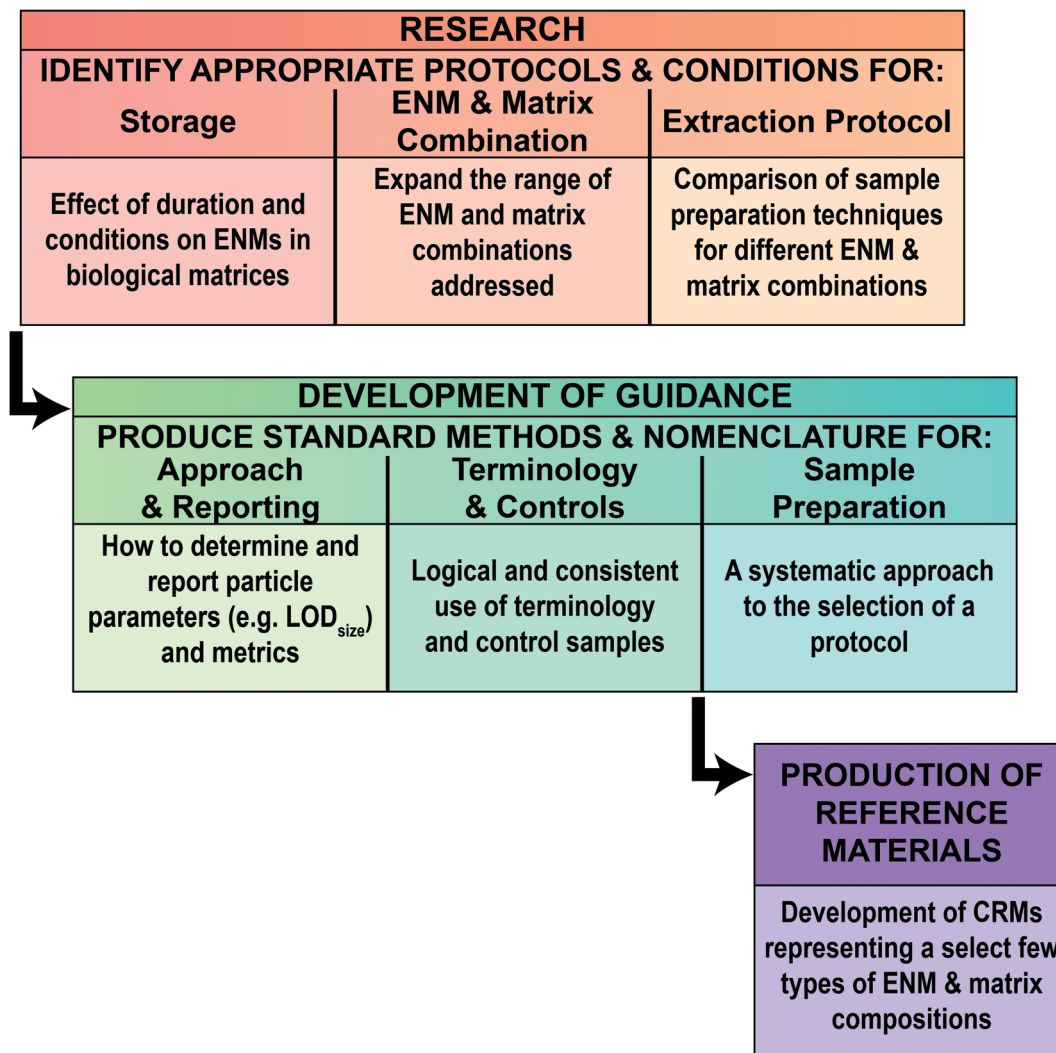 RESEARCH
IDENTIFY APPROPRIATE PROTOCOLS & CONDITIONS FOR:
Storage
ENM & Matrix
Combination
Extraction Protocol
Effect of duration and
conditions on ENMs in
biological matrices
Expand the range of
ENM and matrix
combinations
addressed
Comparison of sample
preparation techniques
for different ENM &
matrix combinations
DEVELOPMENT OF GUIDANCE
PRODUCE STANDARD METHODS & NOMENCLATURE FOR:
Approach
& Reporting
Terminology
& Controls
Sample
Preparation
How to determine and
report particle
parameters (e.g. LODsize)
and metrics
Logical and consistent
use of terminology
and control samples
A systematic approach
to the selection of a
protocol
PRODUCTION OF
REFERENCE
MATERIALS
Development of CRMs
representing a select few
types of ENM & matrix
compositions